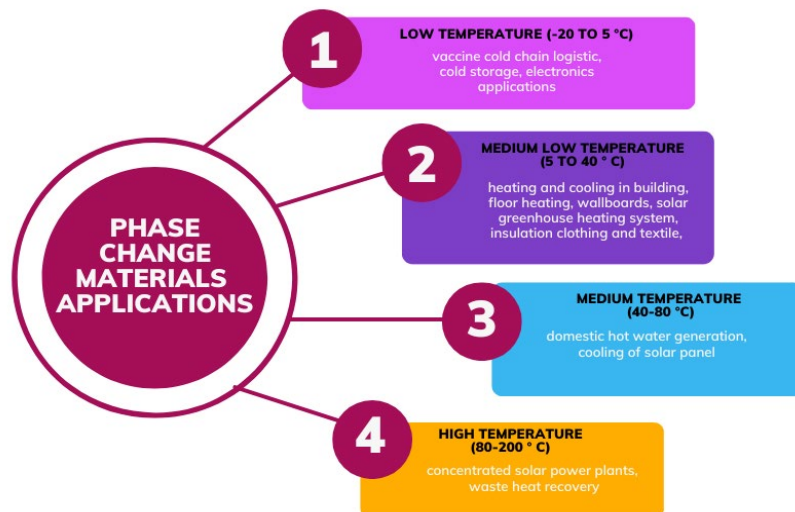 PHASE
CHANGE
MATERIALS
APPLICATIONS
1
LOW TEMPERATURE (-20 TO 5 °C)
vaccine cold chain logistic,
cold storage, electronics
applications
2
MEDIUM LOW TEMPERATURE
(5 TO 40 ° C)
heating and cooling in building,
floor heating, wallboards, solar
greenhouse heating system,
insulation clothing and textile,
3
MEDIUM TEMPERATURE
(40-80 °C)
domestic hot water generation,
cooling of solar panel
4
HIGH TEMPERATURE
(80-200 ° C)
concentrated solar power plants,
waste heat recovery